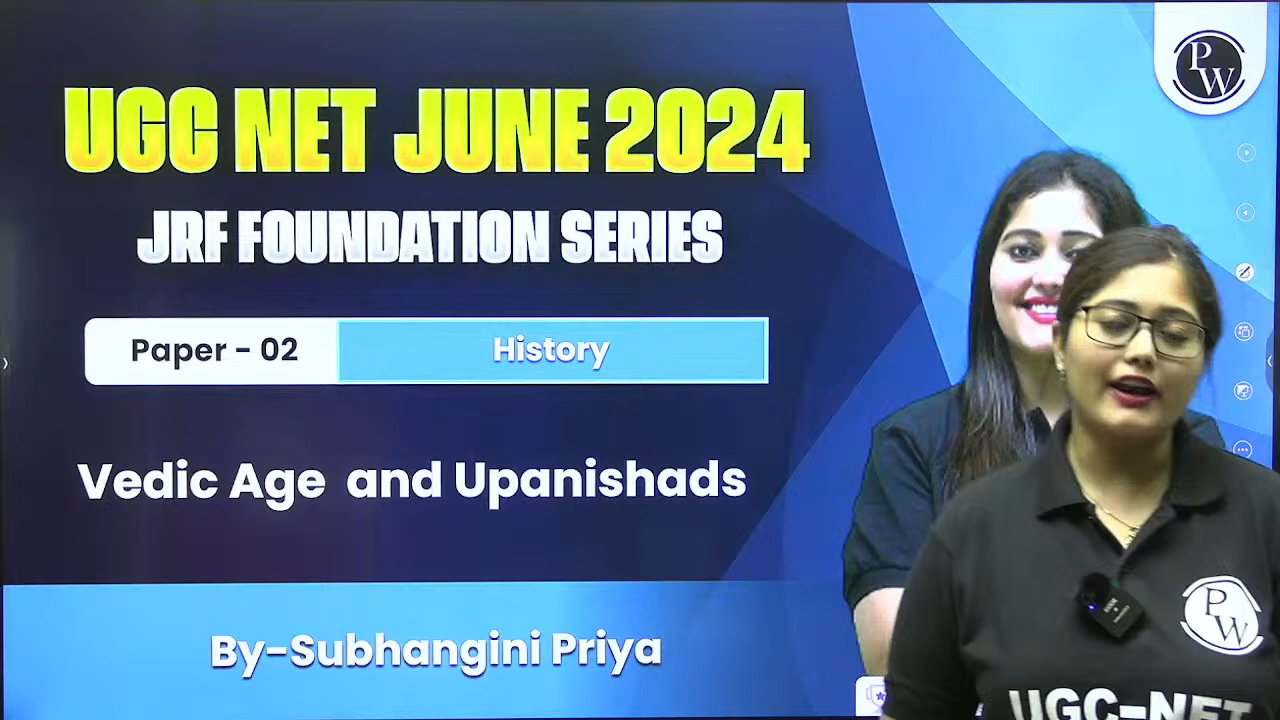 UGC NET JUNE 2024
JRF FOUNDATION SERIES
Paper - 02
History
Vedic Age and Upanishads
By-Subhangini Priya
PW
PW
UGC-NET